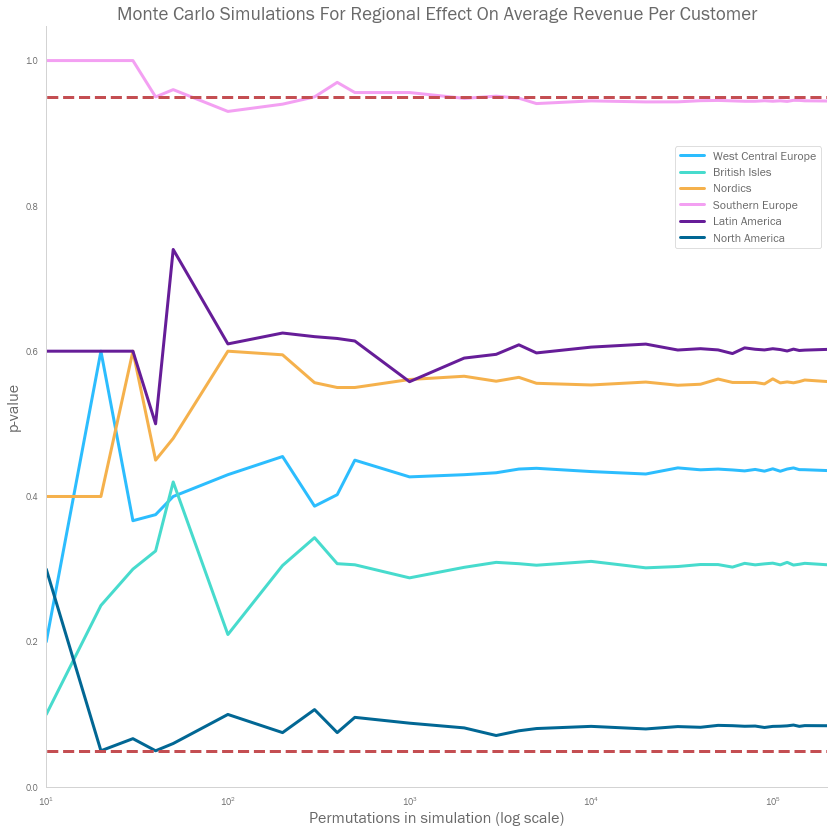 Monte Carlo Simulations For Regional Effect On Average Revenue Per Customer
1.0
0.8
0.6
0.4
0.2
0.0
p-value
West Central Europe
British Isles
Nordics
Southern Europe
Latin America
North America
10¹
10²
10³
10⁴
10⁵
Permutations in simulation (log scale)